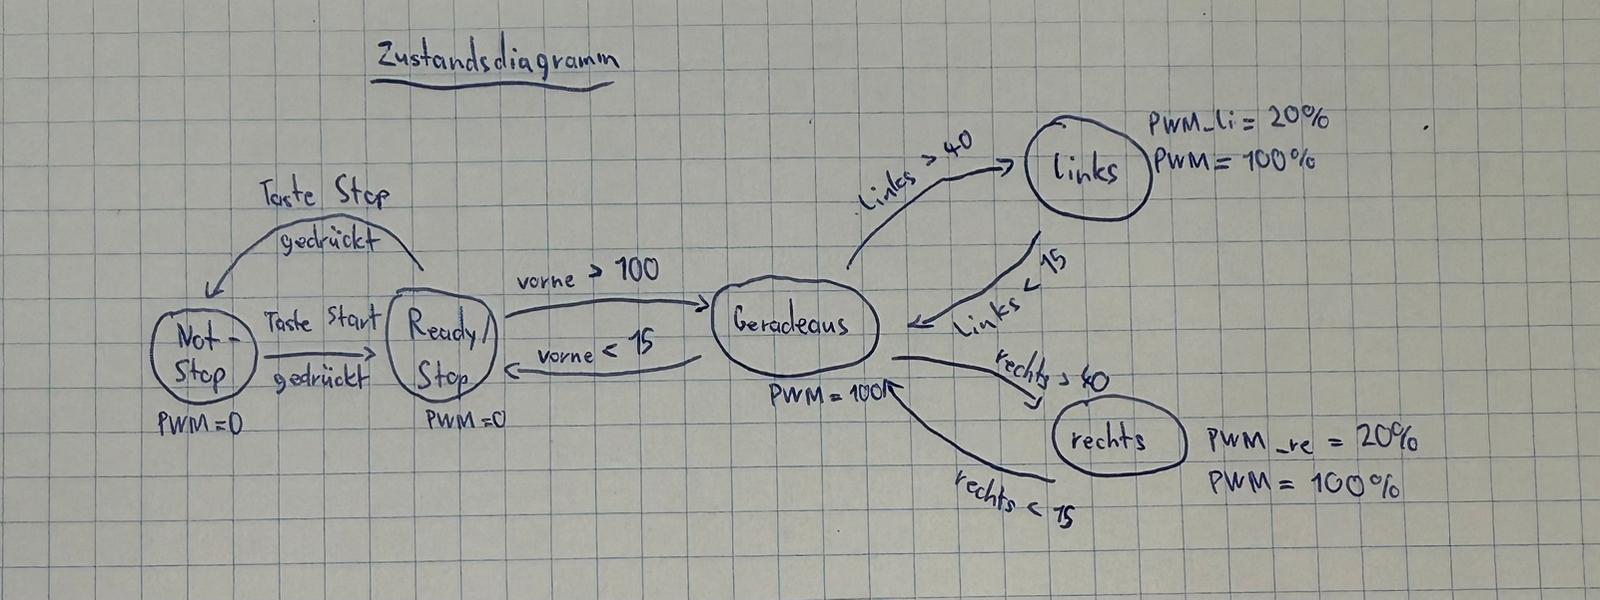 Zustandsdiagramm
PWM_li = 20%
PWM = 100%
links
Links > 40
Links < 15
Taste Stop
gedrückt
Not-
Stop
PWM=0
Taste Start
gedrückt
Ready/
Stop
PWM=0
vorne > 100
vorne < 15
Geradeaus
PWM = 100%
rechts > 40
rechts
rechts < 15
PWM_re = 20%
PWM = 100%